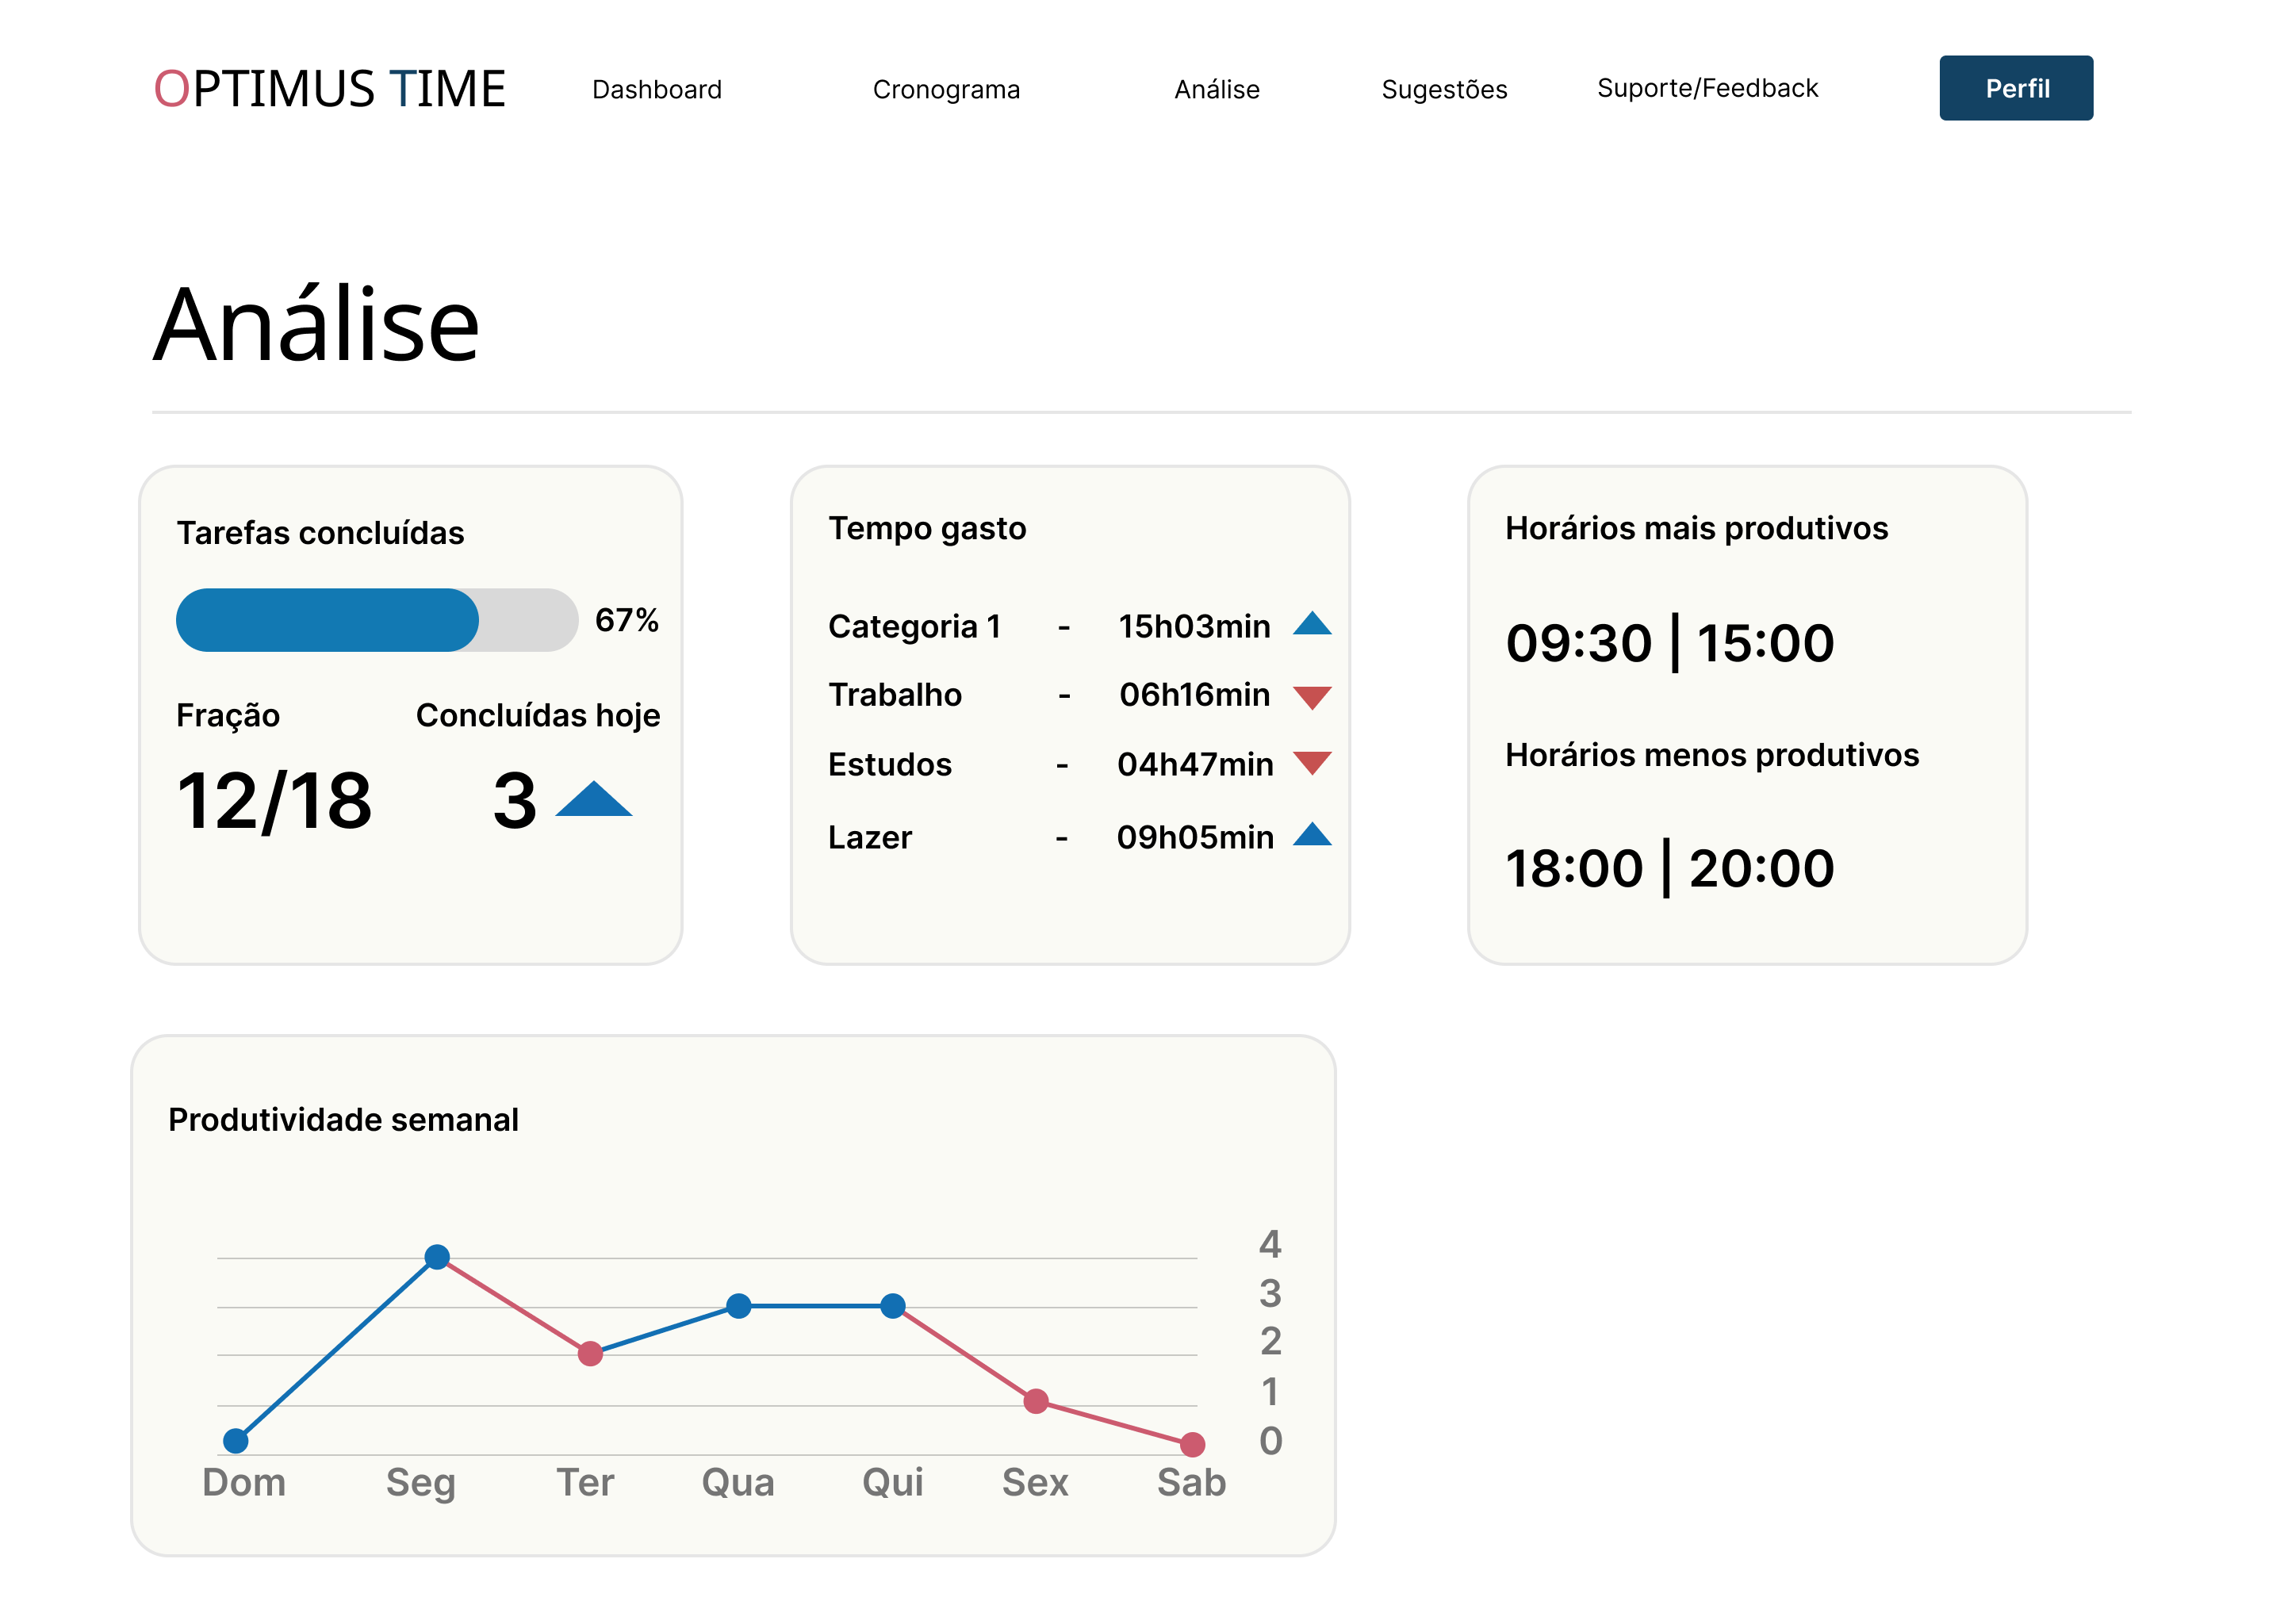 OPTIMUS TIME
Dashboard
Cronograma
Análise
Sugestões
Suporte/Feedback
Perfil
Análise
Tarefas concluídas
67%
Fração
Concluídas hoje
12/18
3
Tempo gasto
Categoria 1 - 15h03min
Trabalho - 06h16min
Estudos - 04h47min
Lazer - 09h05min
Horários mais produtivos
09:30 | 15:00
Horários menos produtivos
18:00 | 20:00
Produtividade semanal
4
3
2
1
0
Dom Seg Ter Qua Qui Sex Sab